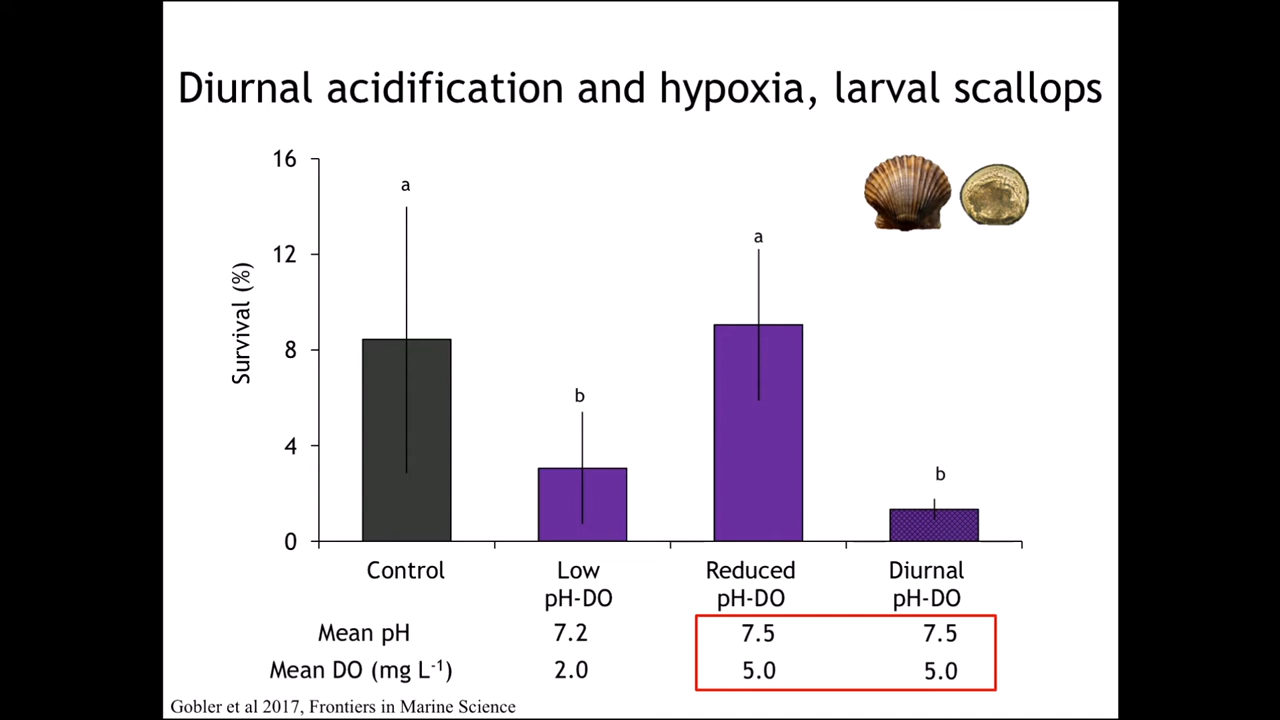 Diurnal acidification and hypoxia, larval scallops
16
12
8
4
0
Survival (%)
a
b
a
b
Control
Low pH-DO
Reduced pH-DO
Diurnal pH-DO
Mean pH 7.2 7.5 7.5
Mean DO (mg L⁻¹) 2.0 5.0 5.0
Gobler et al 2017, Frontiers in Marine Science